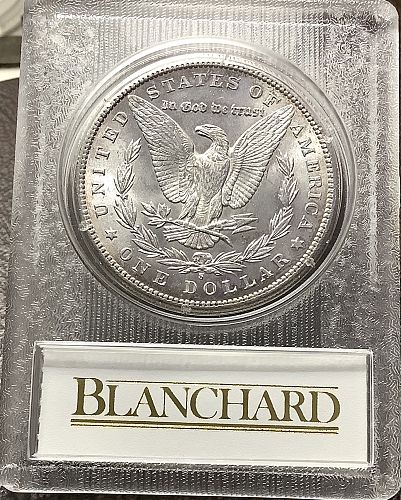 UNITED STATES OF AMERICA
In God we trust
S
ONE DOLLAR
BLANCHARD